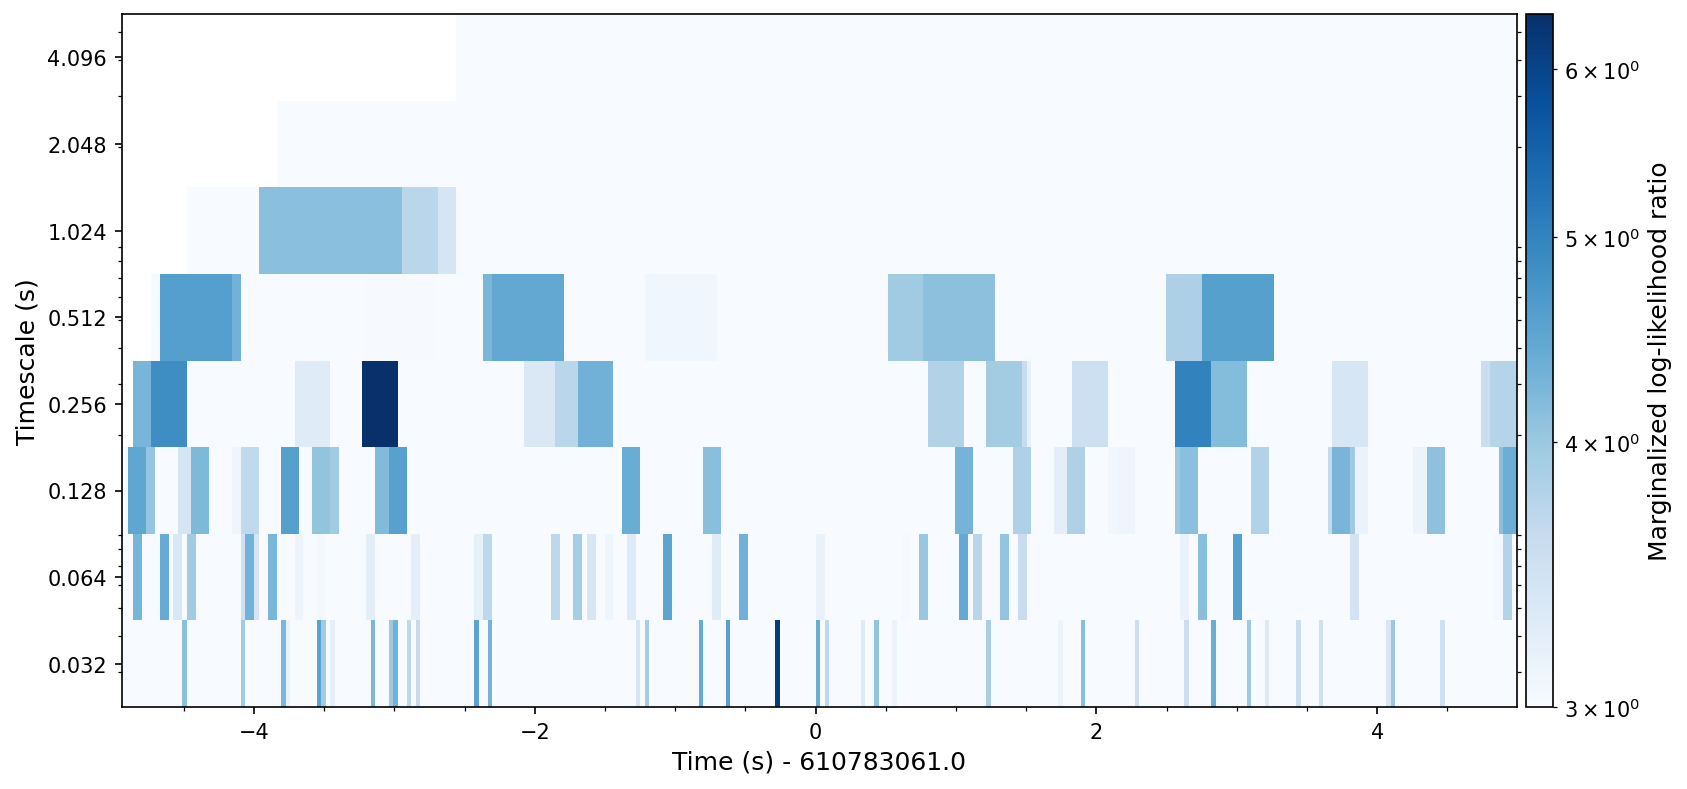 4.096
2.048
1.024
0.512
0.256
0.128
0.064
0.032
Timescale (s)
−4
−2
0
2
4
Time (s) - 610783061.0
6 × 10⁰
5 × 10⁰
4 × 10⁰
3 × 10⁰
Marginalized log-likelihood ratio